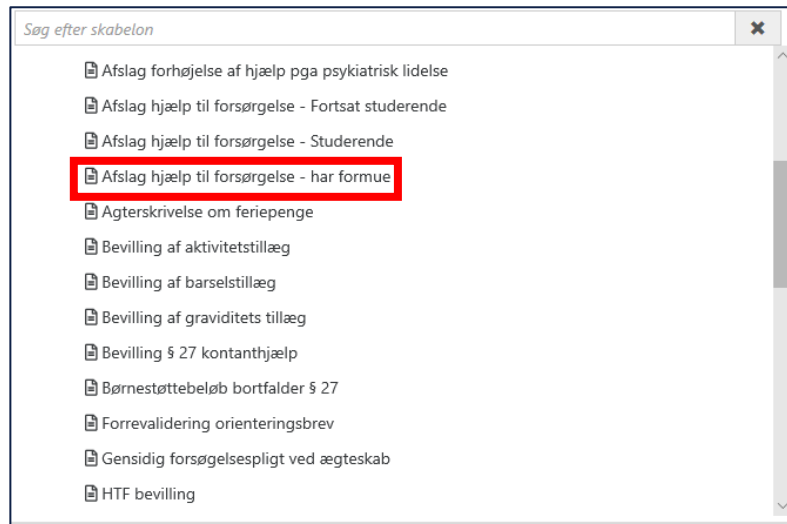 Søg efter skabelon
Afslag forhøjelse af hjælp pga psykiatrisk lidelse
Afslag hjælp til forsørgelse - Fortsat studerende
Afslag hjælp til forsørgelse - Studerende
Afslag hjælp til forsørgelse - har formue
Agterskrivelse om feriepenge
Bevilling af aktivitetstillæg
Bevilling af barselstillæg
Bevilling af graviditets tillæg
Bevilling § 27 kontanthjælp
Børnestøttebeløb bortfalder § 27
Forrevalidering orienteringsbrev
Gensidig forsøgelsespligt ved ægteskab
HTF bevilling